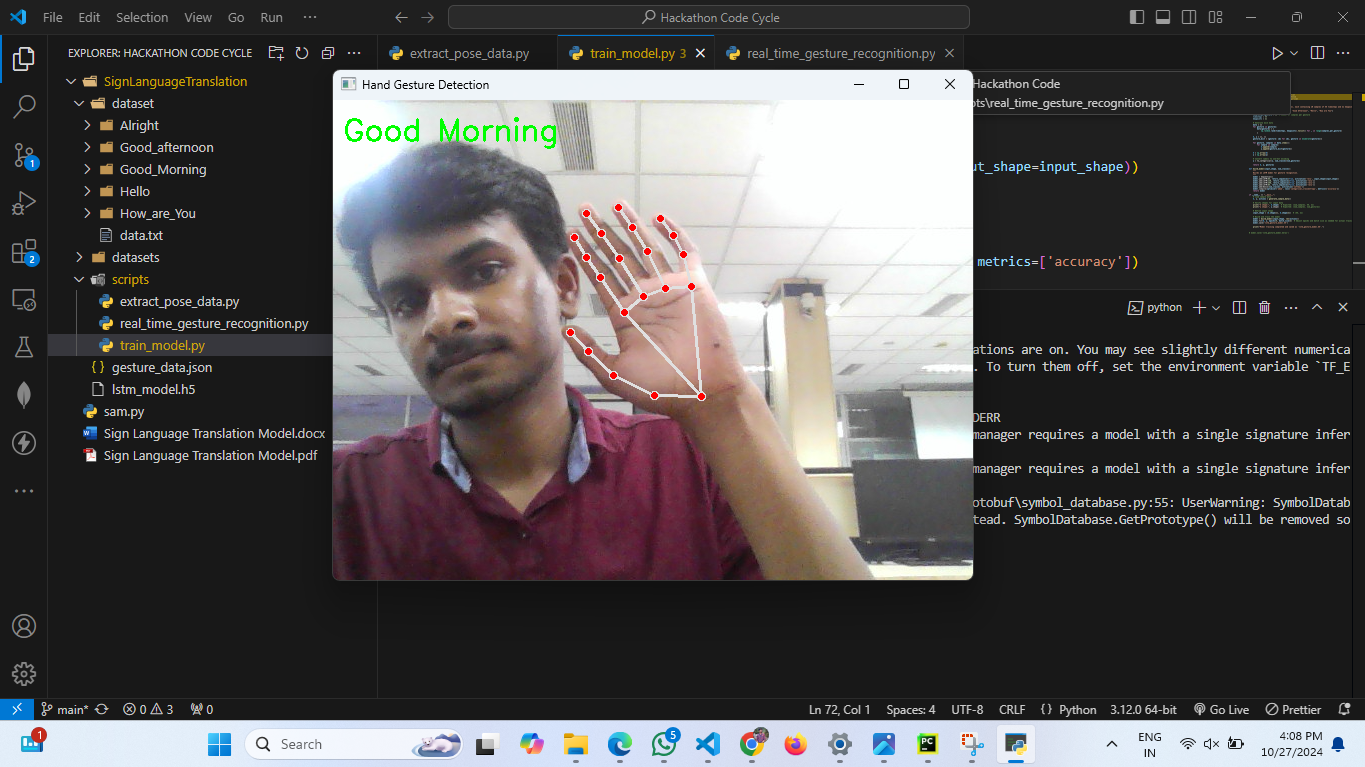 File Edit Selection View Go Run ··· Hackathon Code Cycle
EXPLORER: HACKATHON CODE CYCLE
SignLanguageTranslation
dataset
Alright
Good_afternoon
Good_Morning
Hello
How_are_You
data.txt
datasets
scripts
extract_pose_data.py
real_time_gesture_recognition.py
train_model.py
gesture_data.json
lstm_model.h5
sam.py
Sign Language Translation Model.docx
Sign Language Translation Model.pdf
1
2
extract_pose_data.py train_model.py 3 real_time_gesture_recognition.py
Hand Gesture Detection
Good Morning
Hackathon Code
ts\real_time_gesture_recognition.py
t_shape=input_shape))
metrics=['accuracy'])
python
ations are on. You may see slightly different numerica
. To turn them off, set the environment variable `TF_E
DERR
manager requires a model with a single signature infer
manager requires a model with a single signature infer
otobuf\symbol_database.py:55: UserWarning: SymbolDatab
tead. SymbolDatabase.GetPrototype() will be removed so
main* 0 3 0 Ln 72, Col 1 Spaces: 4 UTF-8 CRLF {} Python 3.12.0 64-bit Go Live Prettier
1 Search 5 PC ENG
IN
4:08 PM
10/27/2024